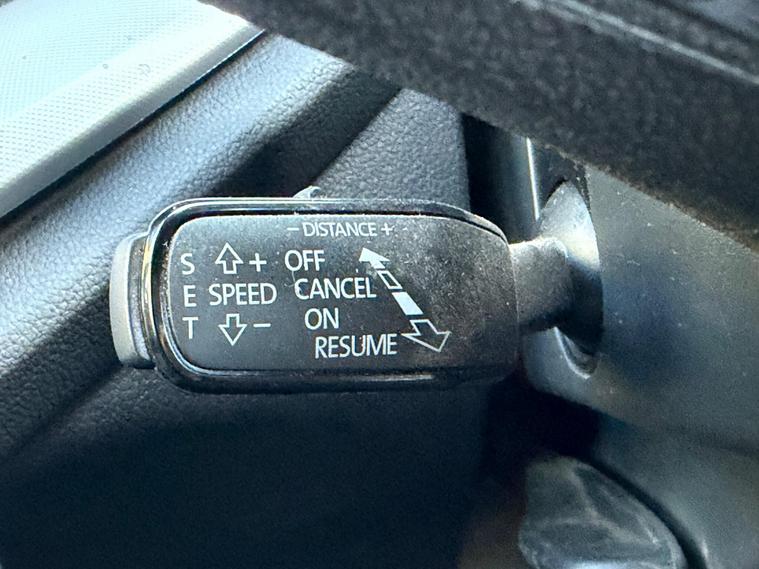 - DISTANCE +
S + OFF
E SPEED CANCEL
T - ON
RESUME